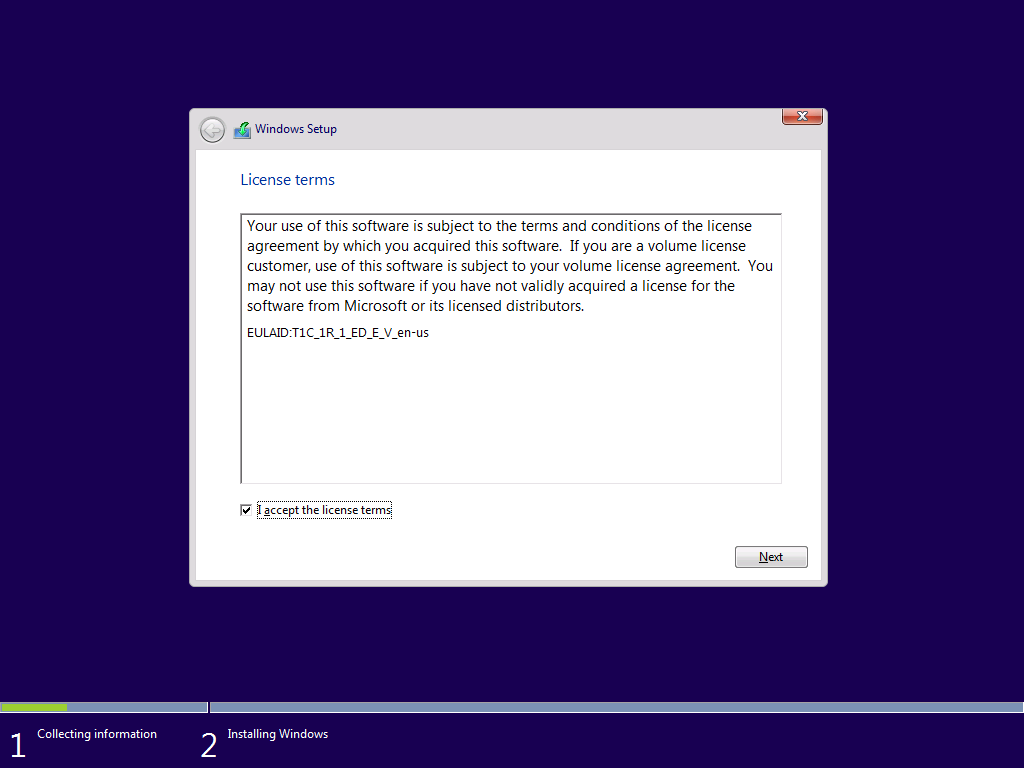 Windows Setup
License terms
Your use of this software is subject to the terms and conditions of the license
agreement by which you acquired this software.  If you are a volume license
customer, use of this software is subject to your volume license agreement.  You
may not use this software if you have not validly acquired a license for the
software from Microsoft or its licensed distributors.
EULAID:T1C_1R_1_ED_E_V_en-us
I accept the license terms
Next
1 Collecting information
2 Installing Windows